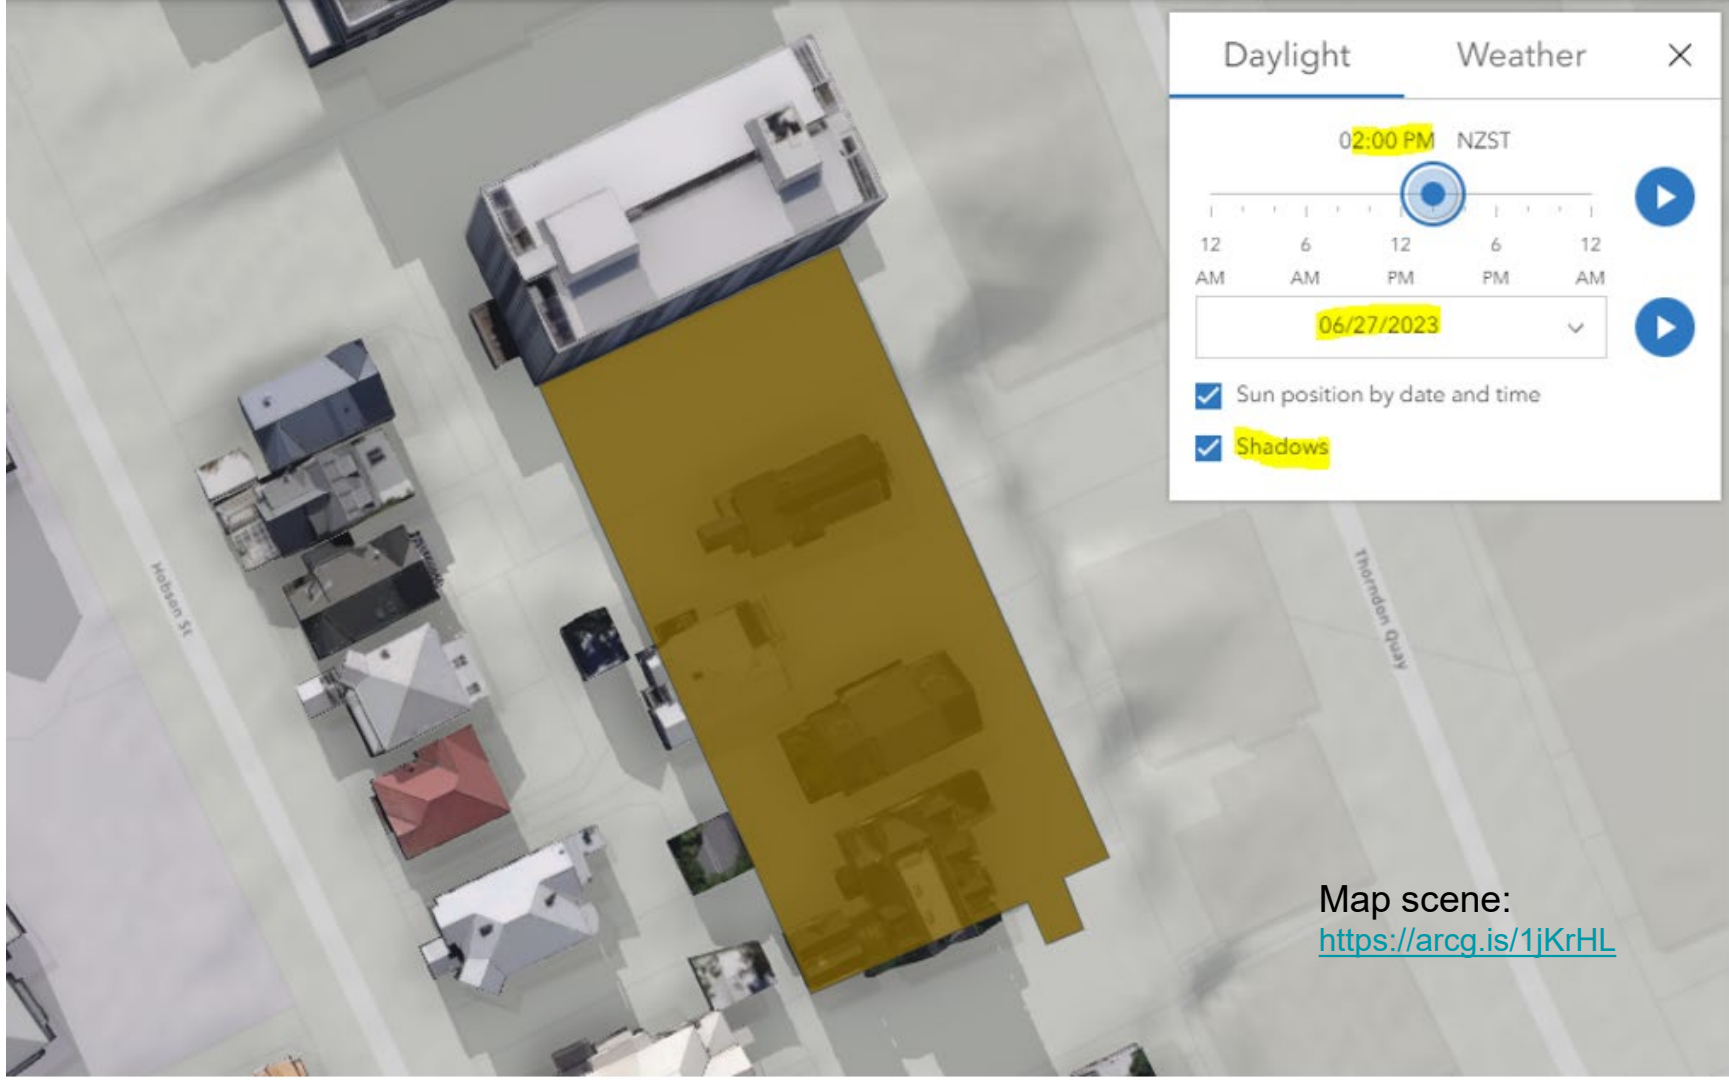 Daylight Weather
02:00 PM NZST
12 6 12 6 12
AM AM PM PM AM
06/27/2023
Sun position by date and time
Shadows
Hobson St
Thorndon Quay
Map scene:
https://arcg.is/1jKrHL